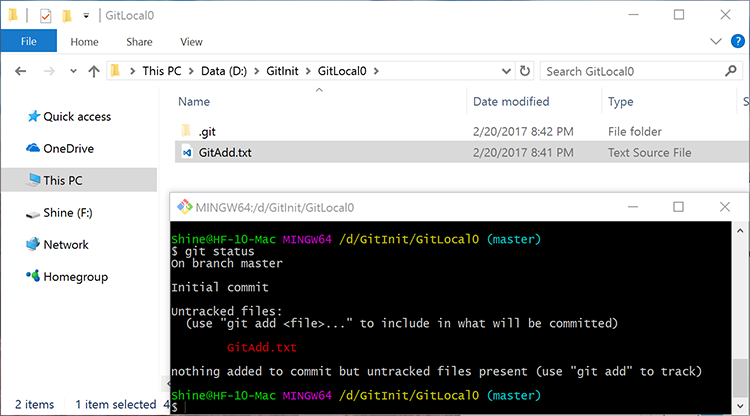 GitLocal0
File Home Share View
This PC Data (D:) GitInit GitLocal0 Search GitLocal0
Name Date modified Type S
Quick access
OneDrive
This PC
Shine (F:)
Network
Homegroup
.git 2/20/2017 8:42 PM File folder
GitAdd.txt 2/20/2017 8:41 PM Text Source File
MINGW64:/d/GitInit/GitLocal0
Shine@HF-10-Mac MINGW64 /d/GitInit/GitLocal0 (master)
$ git status
On branch master
Initial commit
Untracked files:
(use "git add <file>..." to include in what will be committed)
GitAdd.txt
nothing added to commit but untracked files present (use "git add" to track)
Shine@HF-10-Mac MINGW64 /d/GitInit/GitLocal0 (master)
$
2 items 1 item selected 4